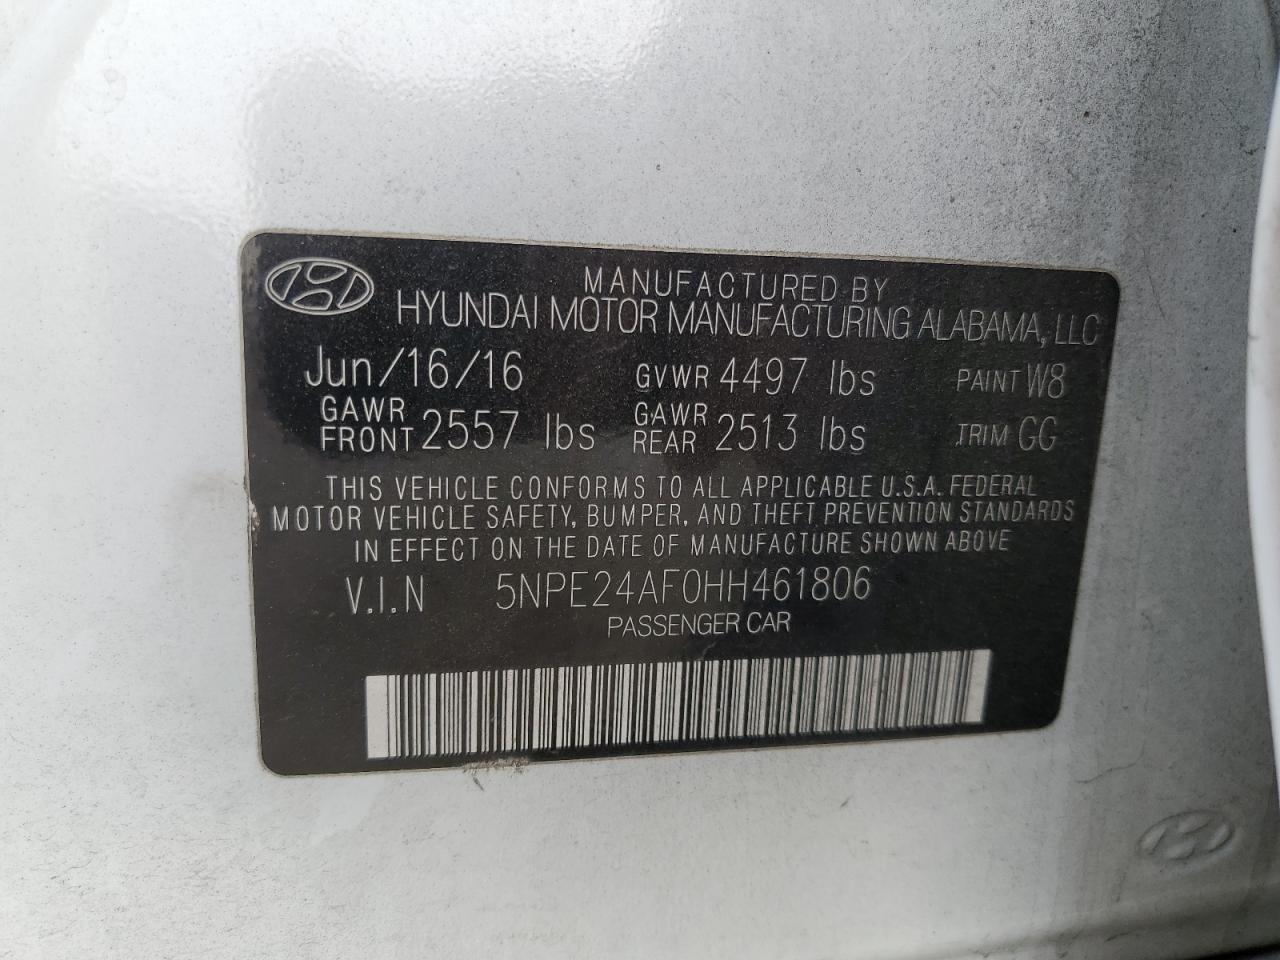 MANUFACTURED BY
HYUNDAI MOTOR MANUFACTURING ALABAMA, LLC
Jun/16/16 GVWR 4497 lbs PAINT W8
GAWR FRONT 2557 lbs GAWR REAR 2513 lbs TRIM GG
THIS VEHICLE CONFORMS TO ALL APPLICABLE U.S.A. FEDERAL
MOTOR VEHICLE SAFETY, BUMPER, AND THEFT PREVENTION STANDARDS
IN EFFECT ON THE DATE OF MANUFACTURE SHOWN ABOVE
V.I.N 5NPE24AF0HH461806
PASSENGER CAR